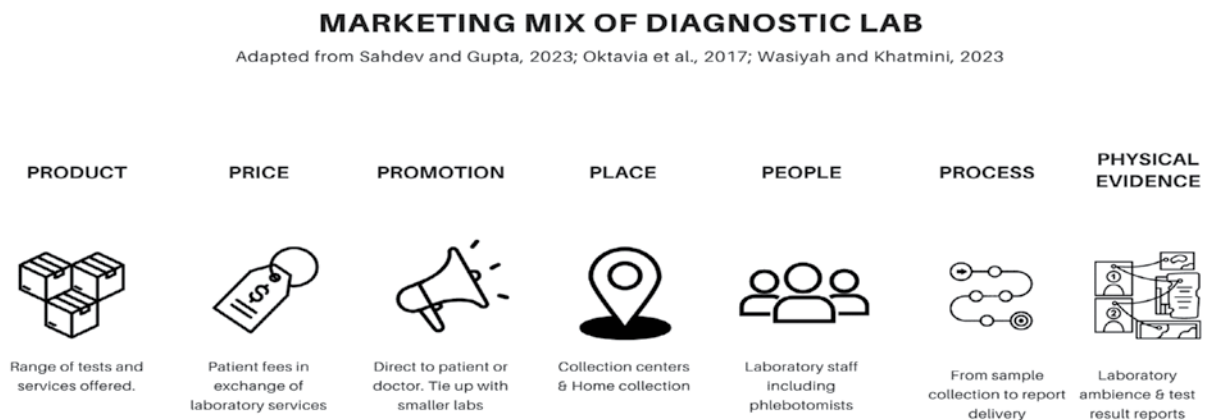 MARKETING MIX OF DIAGNOSTIC LAB
Adapted from Sahdev and Gupta, 2023; Oktavia et al., 2017; Wasiyah and Khatmini, 2023
PRODUCT
Range of tests and
services offered.
PRICE
$
Patient fees in
exchange of
laboratory services
PROMOTION
Direct to patient or
doctor. Tie up with
smaller labs
PLACE
Collection centers
& Home collection
PEOPLE
Laboratory staff
including
phlebotomists
PROCESS
From sample
collection to report
delivery
PHYSICAL
EVIDENCE
1
2
Laboratory
ambience & test
result reports